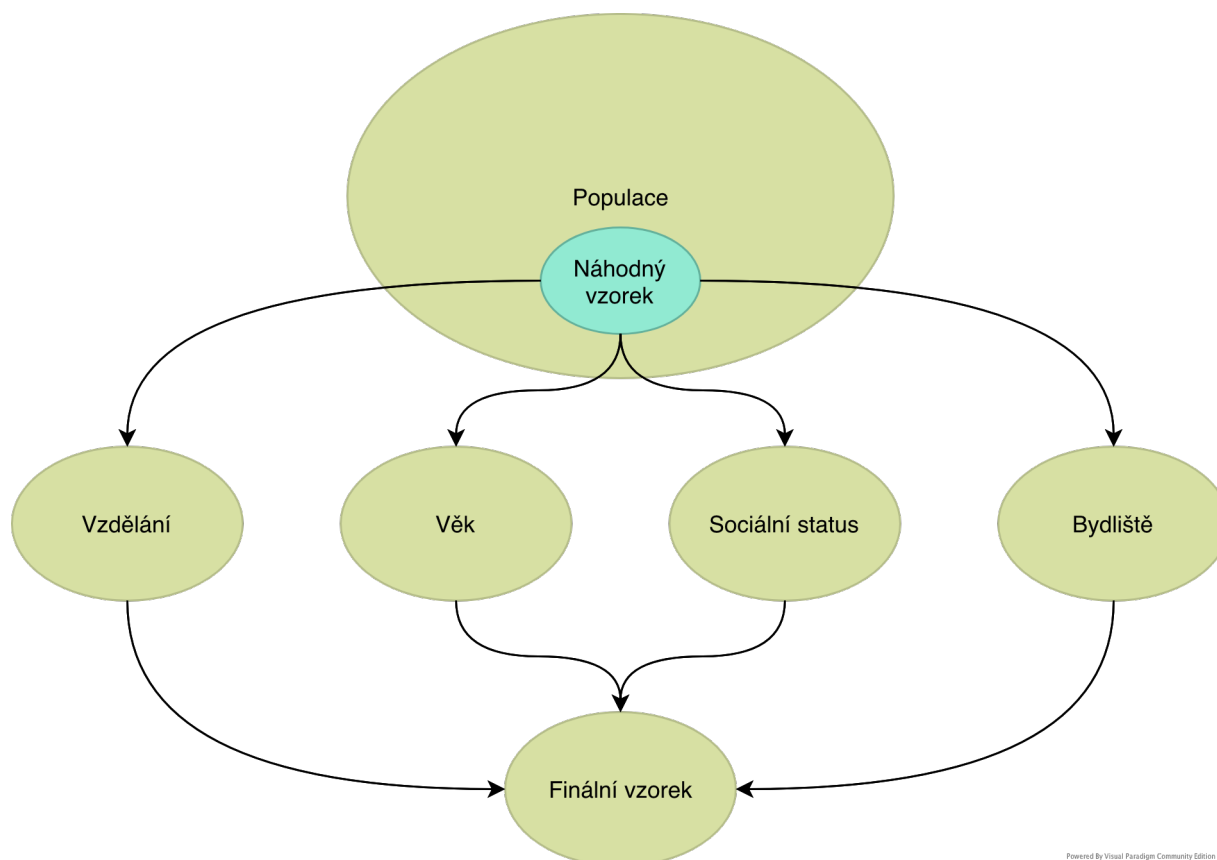 Populace
Náhodný
vzorek
Vzdělání
Věk
Sociální status
Bydliště
Finální vzorek
Powered By Visual Paradigm Community Edition